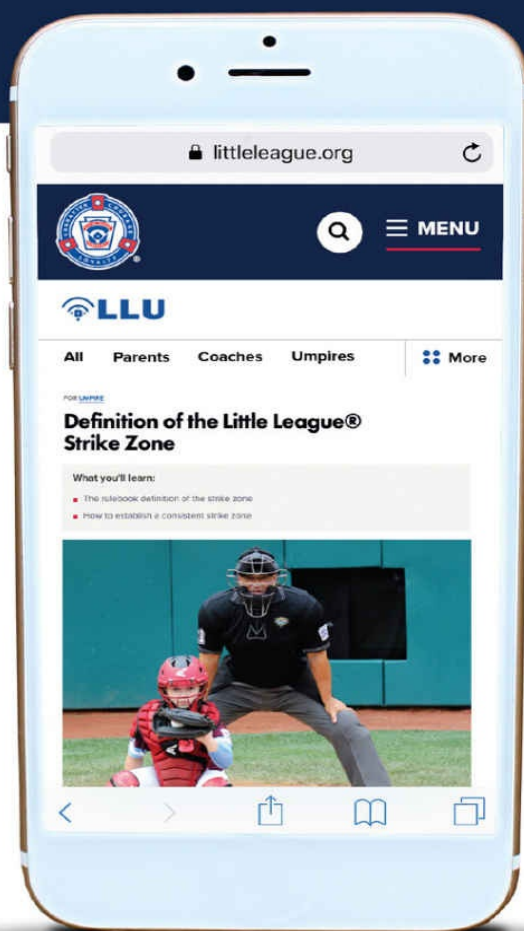 littleleague.org
MENU
LLU
All Parents Coaches Umpires More
FOR UMPIRE
Definition of the Little League®
Strike Zone
What you'll learn:
The rulebook definition of the strike zone
How to establish a consistent strike zone